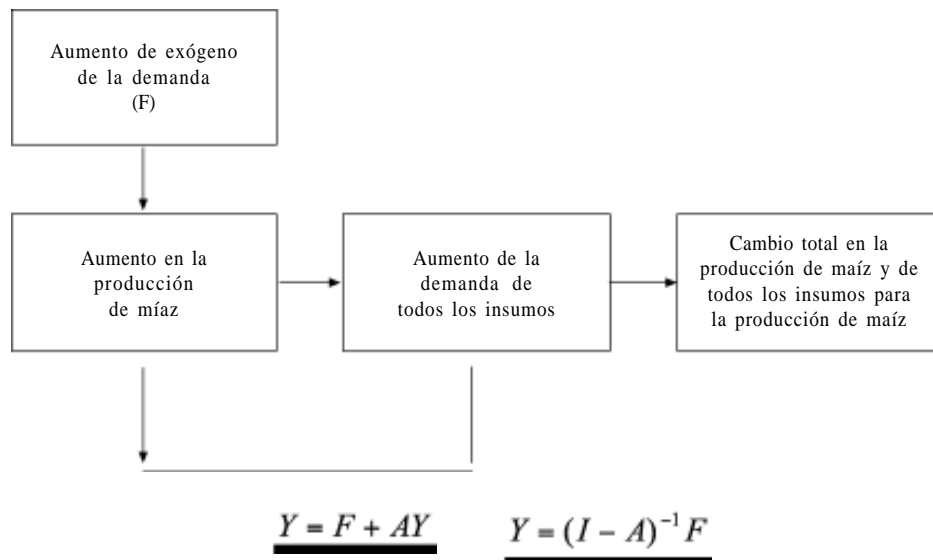 Aumento de exógeno
de la demanda
(F)
Aumento en la
producción
de míaz
Aumento de la
demanda de
todos los insumos
Cambio total en la
producción de maíz y de
todos los insumos para
la producción de maíz
Y = F + AY
Y = (I − A)⁻¹ F